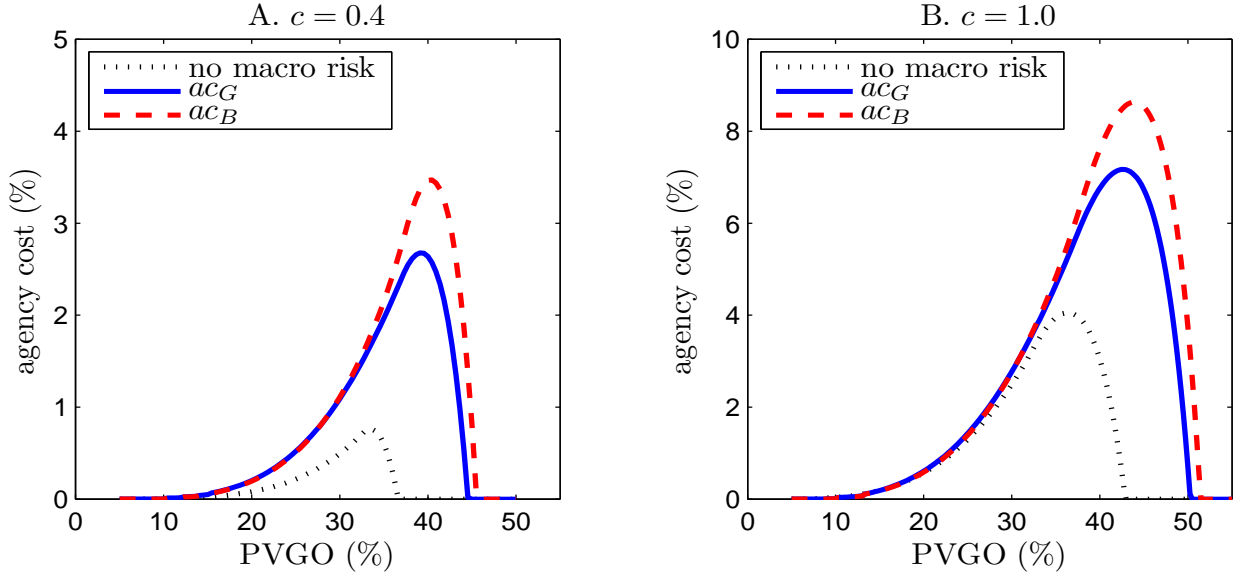 A. c = 0.4
5
4
3
2
1
0
agency cost (%)
no macro risk
ac_G
ac_B
0 10 20 30 40 50
PVGO (%)
B. c = 1.0
10
8
6
4
2
0
agency cost (%)
no macro risk
ac_G
ac_B
0 10 20 30 40 50
PVGO (%)